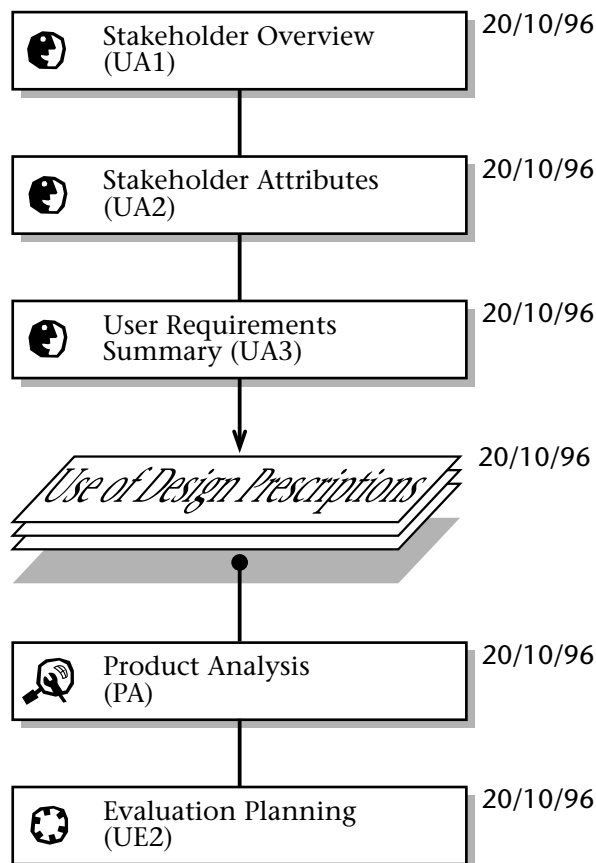 Stakeholder Overview
(UA1)
20/10/96
Stakeholder Attributes
(UA2)
20/10/96
User Requirements
Summary (UA3)
20/10/96
Use of Design Prescriptions
20/10/96
Product Analysis
(PA)
20/10/96
Evaluation Planning
(UE2)
20/10/96